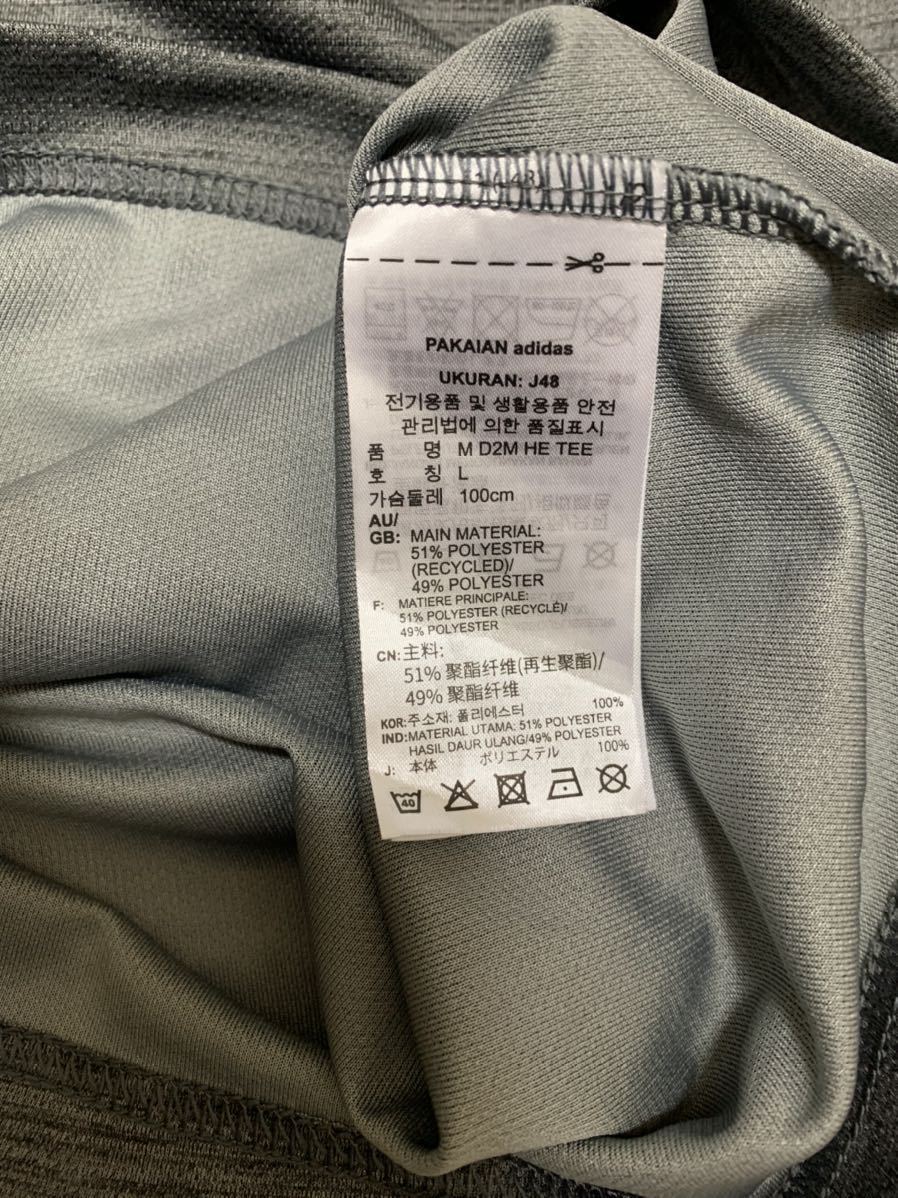 PAKAIAN adidas
UKURAN: J48
전기용품 및 생활용품 안전
관리법에 의한 품질표시
품 명 M D2M HE TEE
호 칭 L
가슴둘레 100cm
AU/
GB: MAIN MATERIAL:
51% POLYESTER
(RECYCLED)/
49% POLYESTER
F: MATIERE PRINCIPALE:
51% POLYESTER (RECYCLÉ)/
49% POLYESTER
CN: 主料:
51% 聚酯纤维(再生聚酯)/
49% 聚酯纤维
KOR: 주소재: 폴리에스터 100%
IND: MATERIAL UTAMA: 51% POLYESTER
HASIL DAUR ULANG/49% POLYESTER
J: 本体 ポリエステル 100%
40